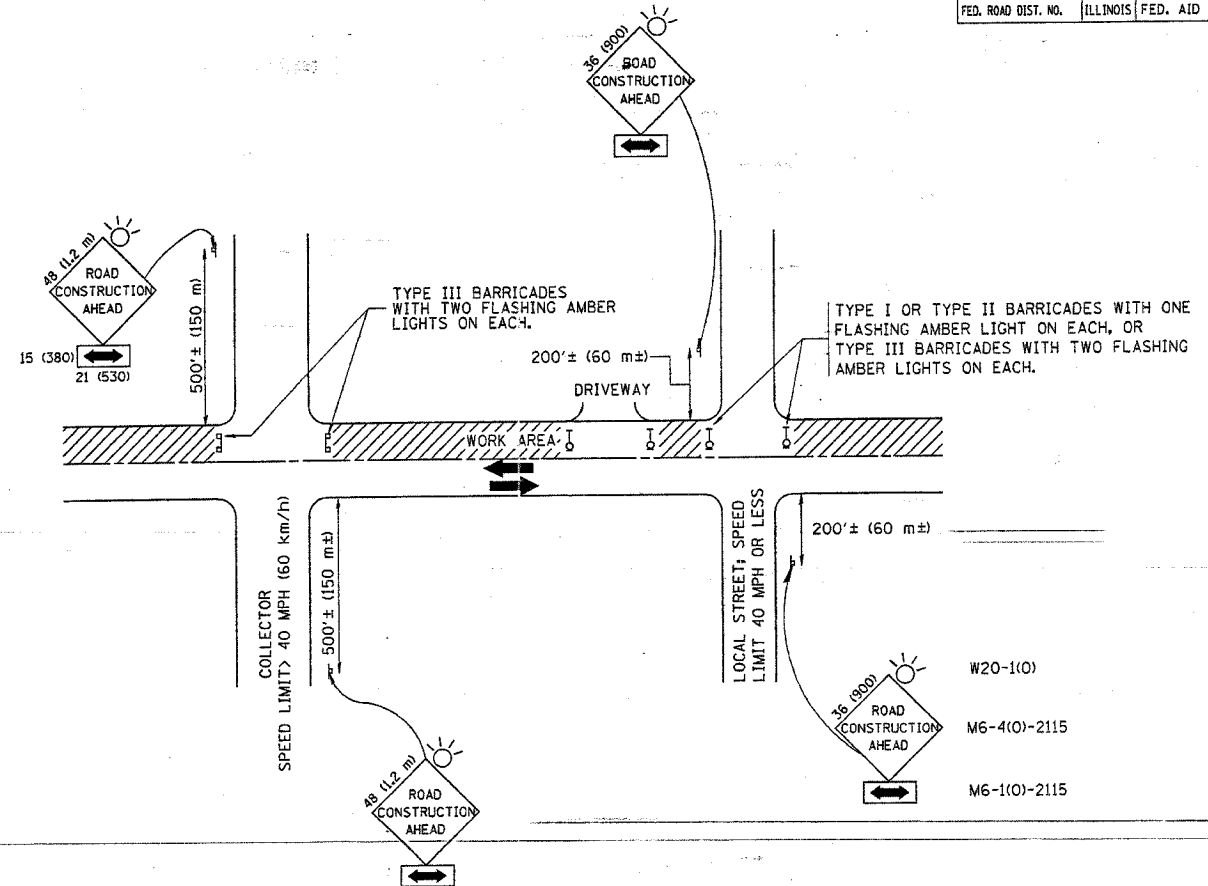 FED. ROAD DIST. NO. ILLINOIS FED. AID
36 (900)
ROAD
CONSTRUCTION
AHEAD
48 (1.2 m)
ROAD
CONSTRUCTION
AHEAD
15 (380)
21 (530)
500'± (150 m)
TYPE III BARRICADES
WITH TWO FLASHING AMBER
LIGHTS ON EACH.
200'± (60 m±)
DRIVEWAY
TYPE I OR TYPE II BARRICADES WITH ONE
FLASHING AMBER LIGHT ON EACH, OR
TYPE III BARRICADES WITH TWO FLASHING
AMBER LIGHTS ON EACH.
WORK AREA
COLLECTOR
SPEED LIMIT> 40 MPH (60 km/h)
500'± (150 m±)
LOCAL STREET; SPEED
LIMIT 40 MPH OR LESS
200'± (60 m±)
48 (1.2 m)
ROAD
CONSTRUCTION
AHEAD
36 (900)
ROAD
CONSTRUCTION
AHEAD
W20-1(O)
M6-4(O)-2115
M6-1(O)-2115